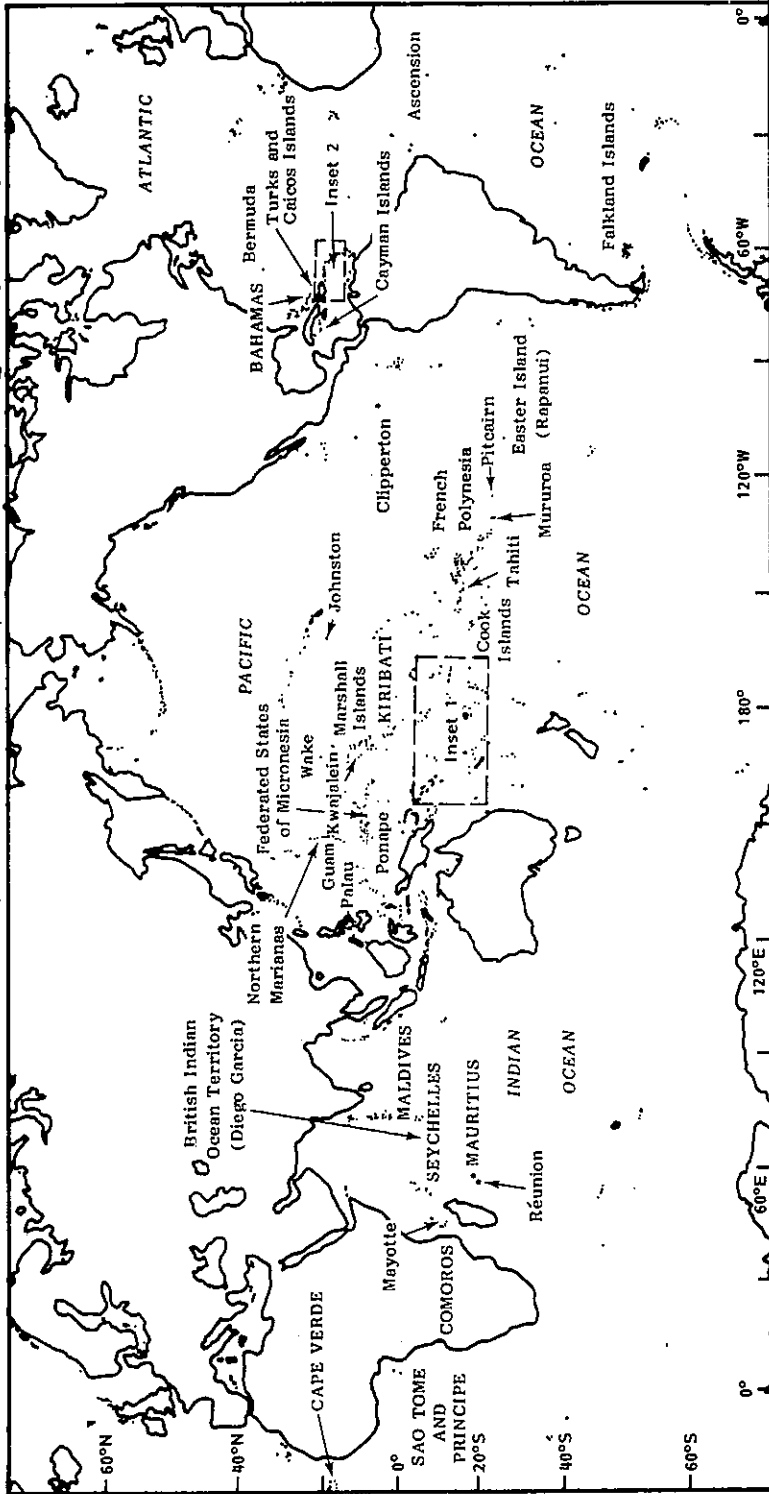 ATLANTIC
Bermuda
Turks and
Caicos Islands
Inset 2
BAHAMAS
Cayman Islands
Ascension
OCEAN
Falkland Islands
PACIFIC
Federated States
of Micronesia
Wake
Johnston
Northern
Marianas
Guam
Kwajalein
Marshall
Islands
Palau
Ponape
KIRIBATI
Clipperton
French
Polynesia
Pitcairn
Easter Island
(Rapanui)
Mururoa
Tahiti
Cook
Islands
Inset 1
OCEAN
British Indian
Ocean Territory
(Diego Garcia)
MALDIVES
SEYCHELLES
MAURITIUS
INDIAN
OCEAN
Réunion
Mayotte
COMOROS
CAPE VERDE
SAO TOME
AND
PRINCIPE
60°N
40°N
0°
20°S
40°S
60°S
0°
60°E
120°E
180°
120°W
60°W
0°